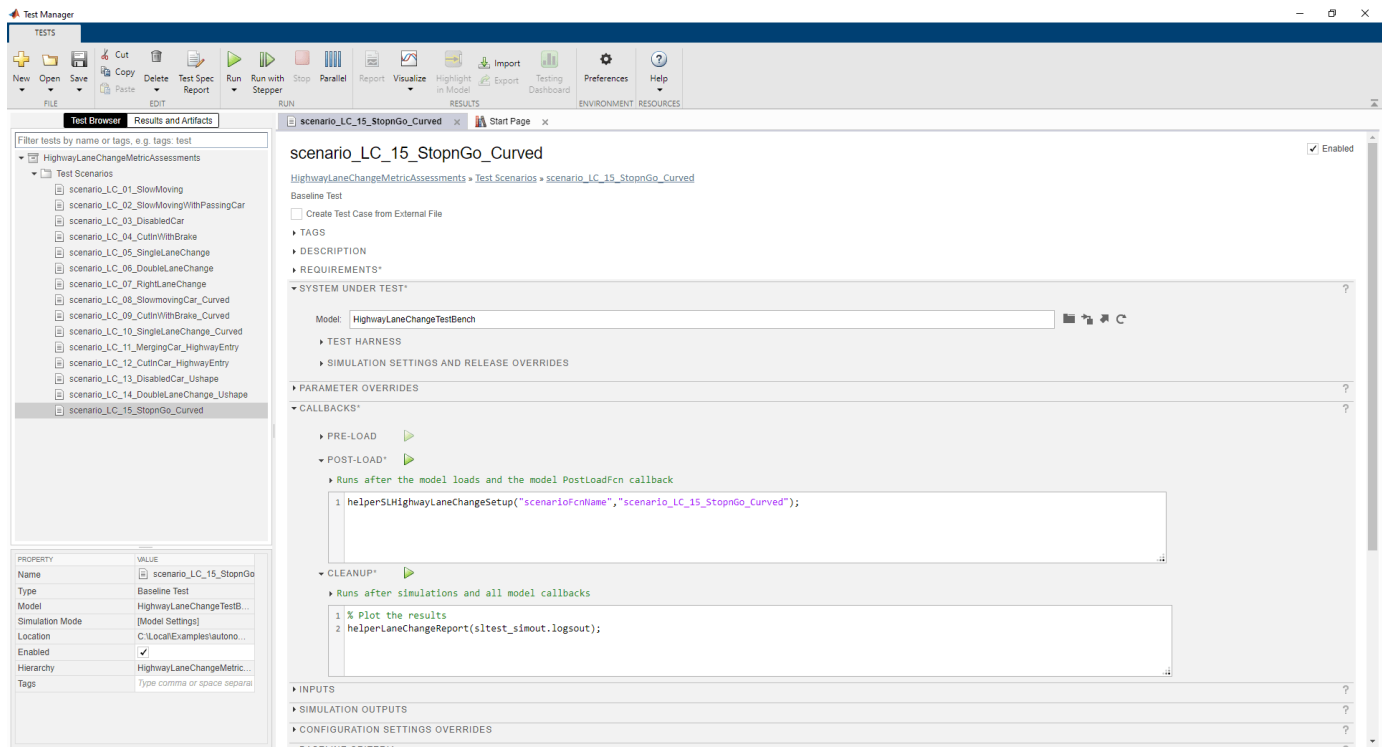 Test Manager
TESTS
New Open Save
FILE
Cut
Copy
Paste
Delete
Test Spec
Report
EDIT
Run
Run with
Stepper
Stop
Parallel
RUN
Report
Visualize
Highlight
in Model
Import
Export
Testing
Dashboard
RESULTS
Preferences
ENVIRONMENT
Help
RESOURCES
Test Browser Results and Artifacts
Filter tests by name or tags, e.g. tags: test
HighwayLaneChangeMetricAssessments
Test Scenarios
scenario_LC_01_SlowMoving
scenario_LC_02_SlowMovingWithPassingCar
scenario_LC_03_DisabledCar
scenario_LC_04_CutInWithBrake
scenario_LC_05_SingleLaneChange
scenario_LC_06_DoubleLaneChange
scenario_LC_07_RightLaneChange
scenario_LC_08_SlowmovingCar_Curved
scenario_LC_09_CutInWithBrake_Curved
scenario_LC_10_SingleLaneChange_Curved
scenario_LC_11_MergingCar_HighwayEntry
scenario_LC_12_CutInCar_HighwayEntry
scenario_LC_13_DisabledCar_Ushape
scenario_LC_14_DoubleLaneChange_Ushape
scenario_LC_15_StopnGo_Curved
PROPERTY VALUE
Name scenario_LC_15_StopnGo
Type Baseline Test
Model HighwayLaneChangeTestB...
Simulation Mode [Model Settings]
Location C:\Local\Examples\autono...
Enabled
Hierarchy HighwayLaneChangeMetric...
Tags Type comma or space separat
scenario_LC_15_StopnGo_Curved x Start Page x
scenario_LC_15_StopnGo_Curved
Enabled
HighwayLaneChangeMetricAssessments » Test Scenarios » scenario_LC_15_StopnGo_Curved
Baseline Test
Create Test Case from External File
TAGS
DESCRIPTION
REQUIREMENTS*
SYSTEM UNDER TEST* ?
Model: HighwayLaneChangeTestBench
TEST HARNESS
SIMULATION SETTINGS AND RELEASE OVERRIDES
PARAMETER OVERRIDES ?
CALLBACKS* ?
PRE-LOAD
POST-LOAD*
Runs after the model loads and the model PostLoadFcn callback
1 helperSLHighwayLaneChangeSetup("scenarioFcnName","scenario_LC_15_StopnGo_Curved");
CLEANUP*
Runs after simulations and all model callbacks
1 % Plot the results
2 helperLaneChangeReport(sltest_simout.logsout);
INPUTS ?
SIMULATION OUTPUTS ?
CONFIGURATION SETTINGS OVERRIDES ?